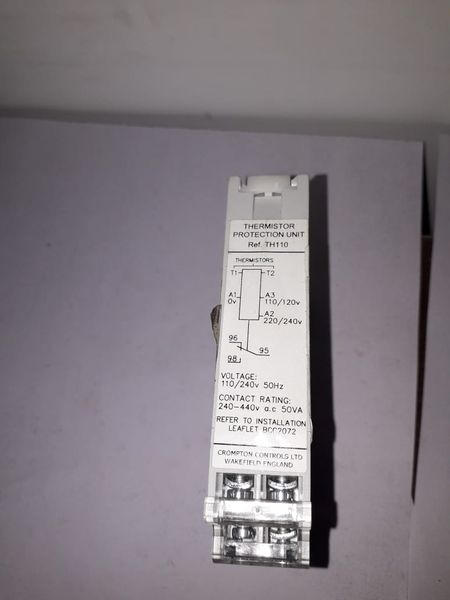 THERMISTOR
PROTECTION UNIT
Ref. TH110
THERMISTORS
T1 T2
A1 A3
0v 110/120v
A2
220/240v
96
95
98
VOLTAGE:
110/240v 50Hz
CONTACT RATING:
240-440v a.c 50VA
REFER TO INSTALLATION
LEAFLET BCC7072
CROMPTON CONTROLS LTD
WAKEFIELD ENGLAND